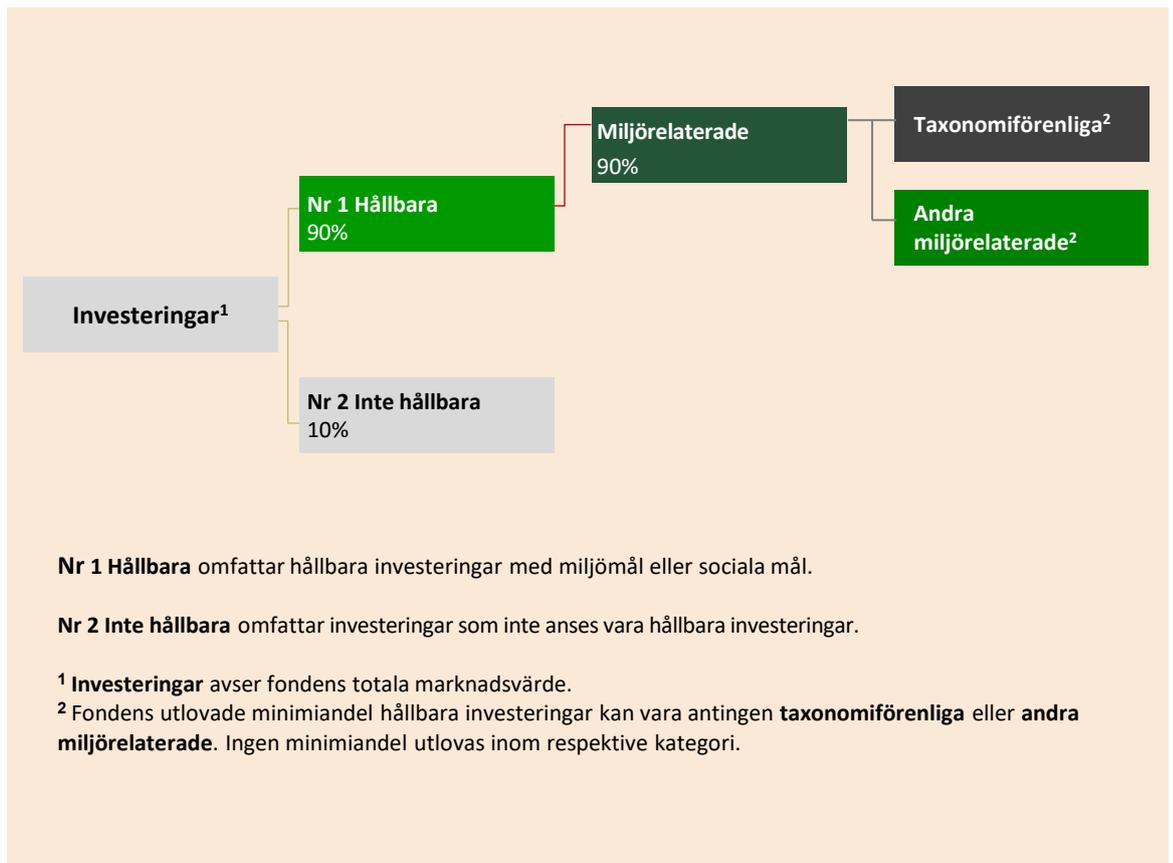 Investeringar¹
Nr 1 Hållbara
90%
Nr 2 Inte hållbara
10%
Miljörelaterade
90%
Taxonomiförenliga²
Andra
miljörelaterade²
Nr 1 Hållbara omfattar hållbara investeringar med miljömål eller sociala mål.
Nr 2 Inte hållbara omfattar investeringar som inte anses vara hållbara investeringar.
¹ Investeringar avser fondens totala marknadsvärde.
² Fondens utlovade minimiandel hållbara investeringar kan vara antingen taxonomiförenliga eller andra
miljörelaterade. Ingen minimiandel utlovas inom respektive kategori.